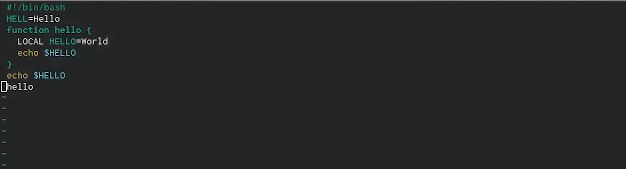 #!/bin/bash
HELL=Hello
function hello {
  LOCAL HELLO=World
  echo $HELLO
}
echo $HELLO
hello
~
~
~
~
~
~
~